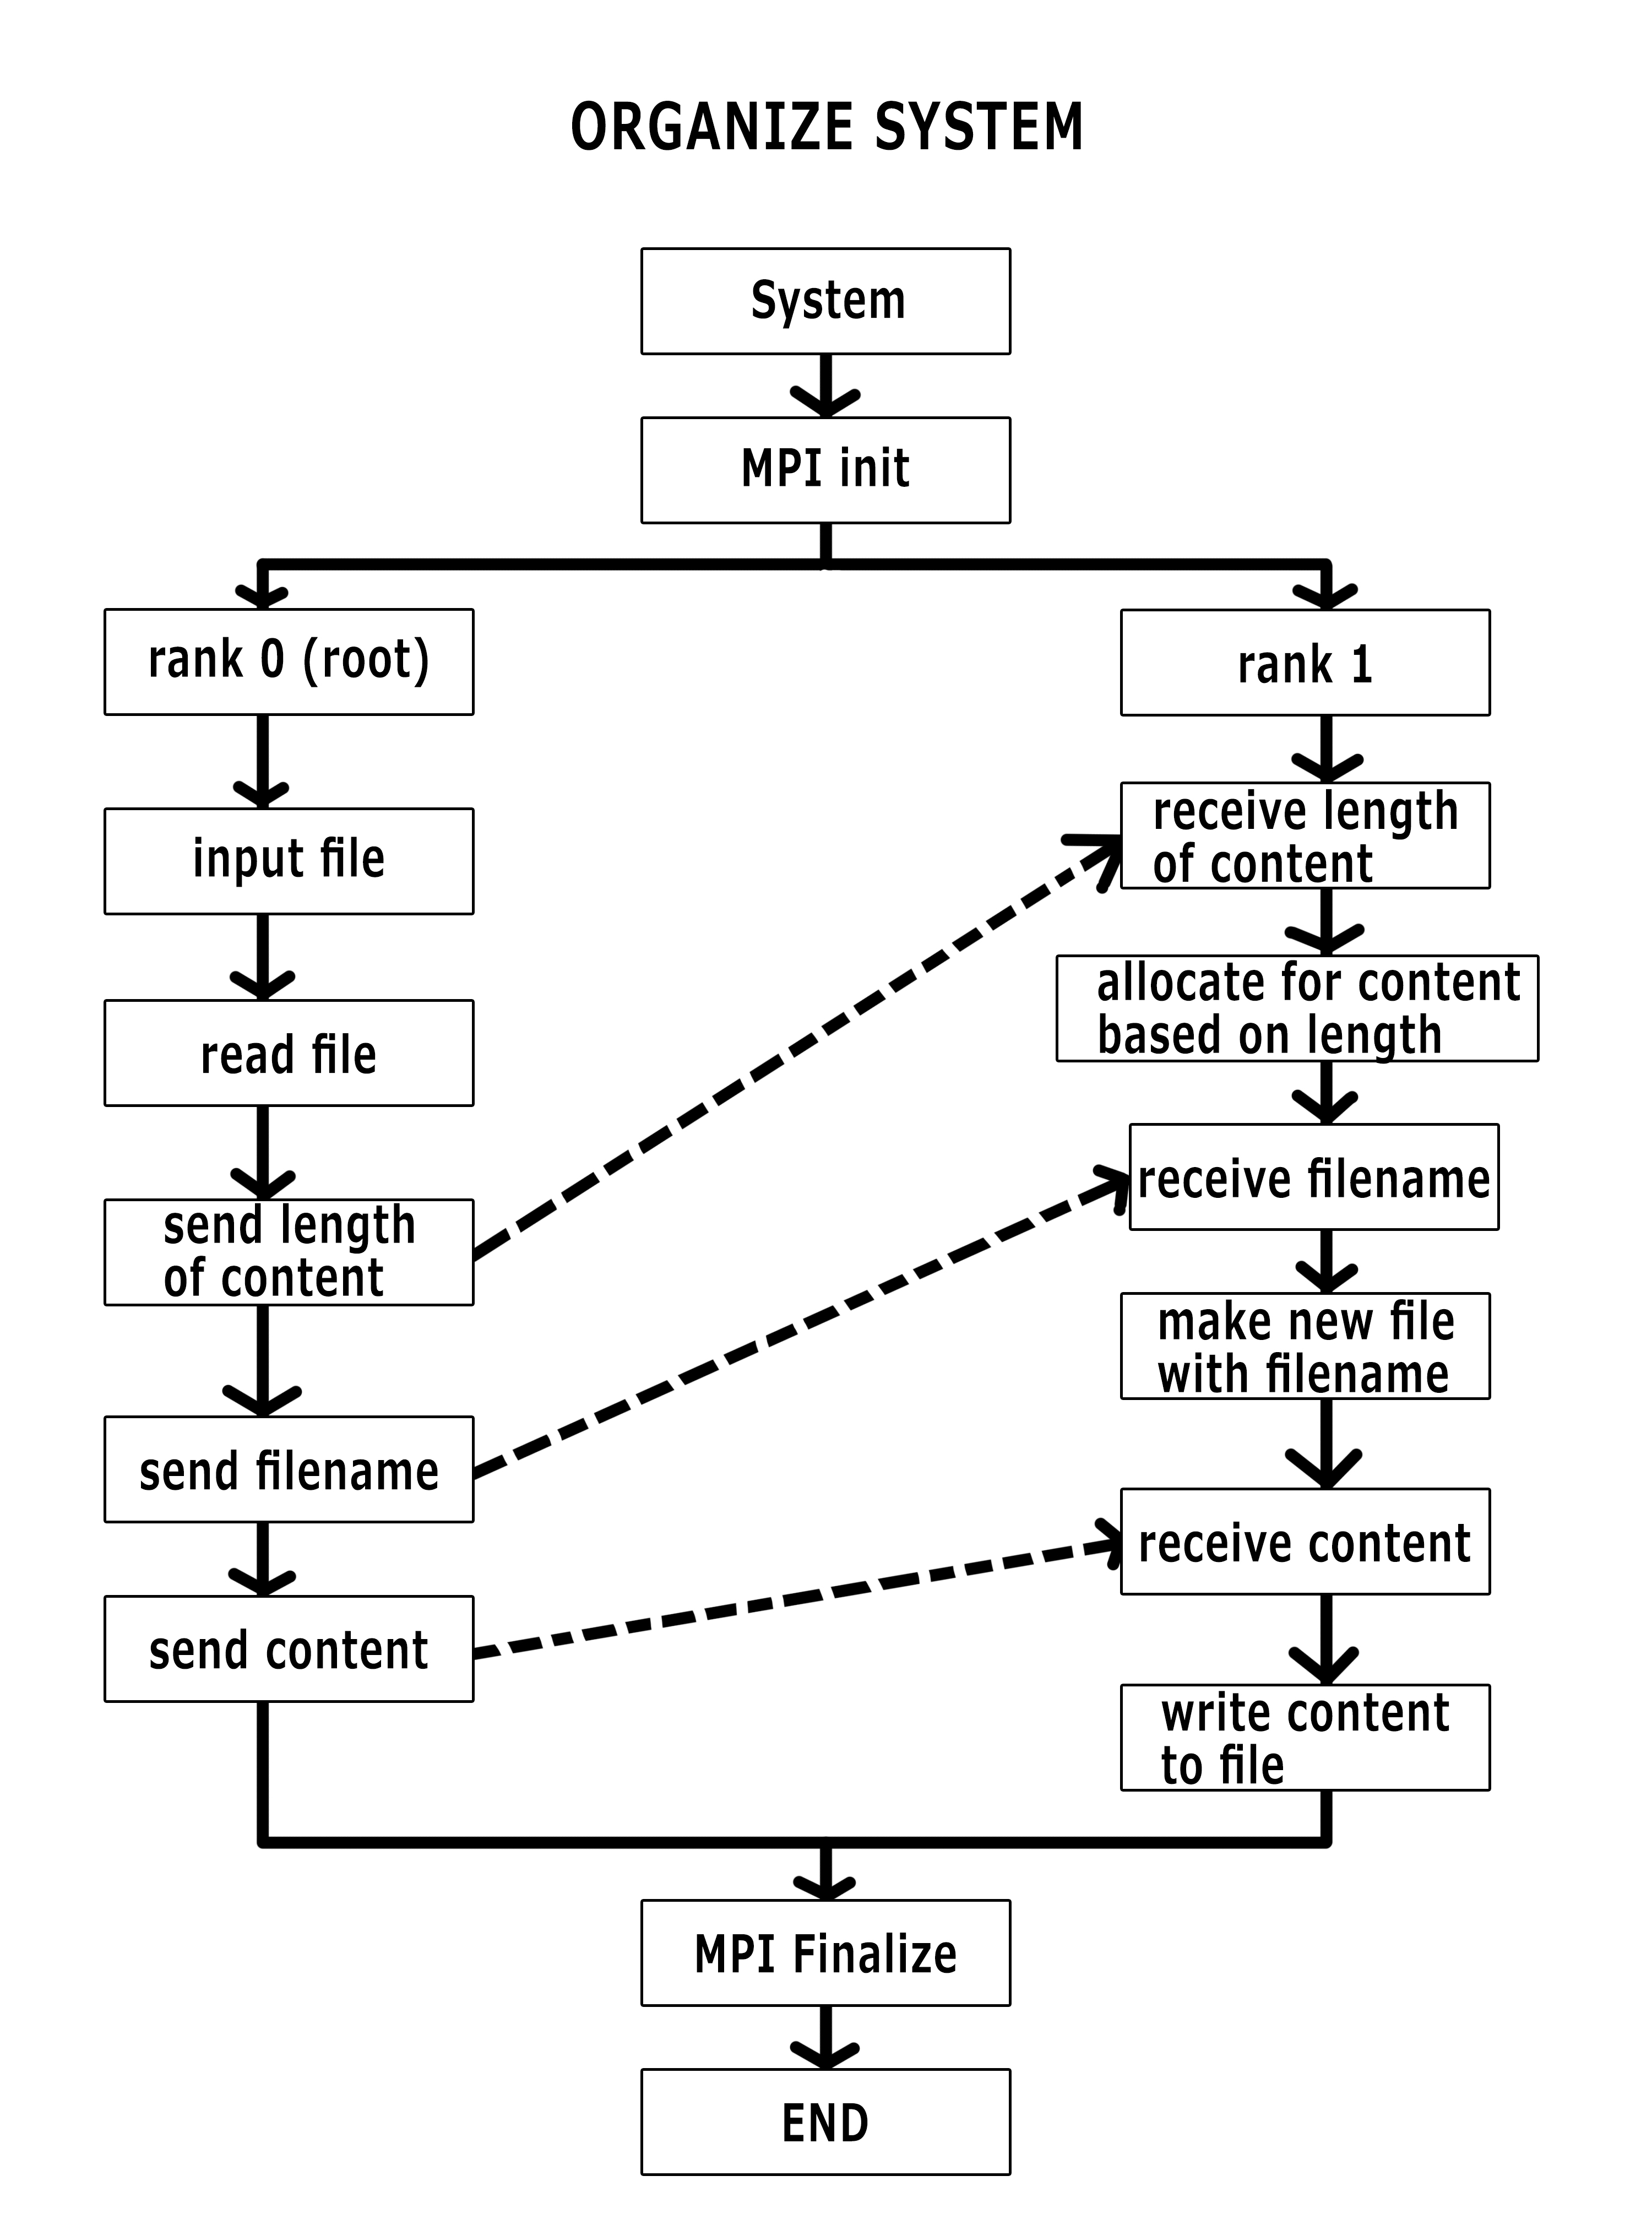 ORGANIZE SYSTEM
System
MPI init
rank 0 (root)
input file
read file
send length
of content
send filename
send content
rank 1
receive length
of content
allocate for content
based on length
receive filename
make new file
with filename
receive content
write content
to file
MPI Finalize
END